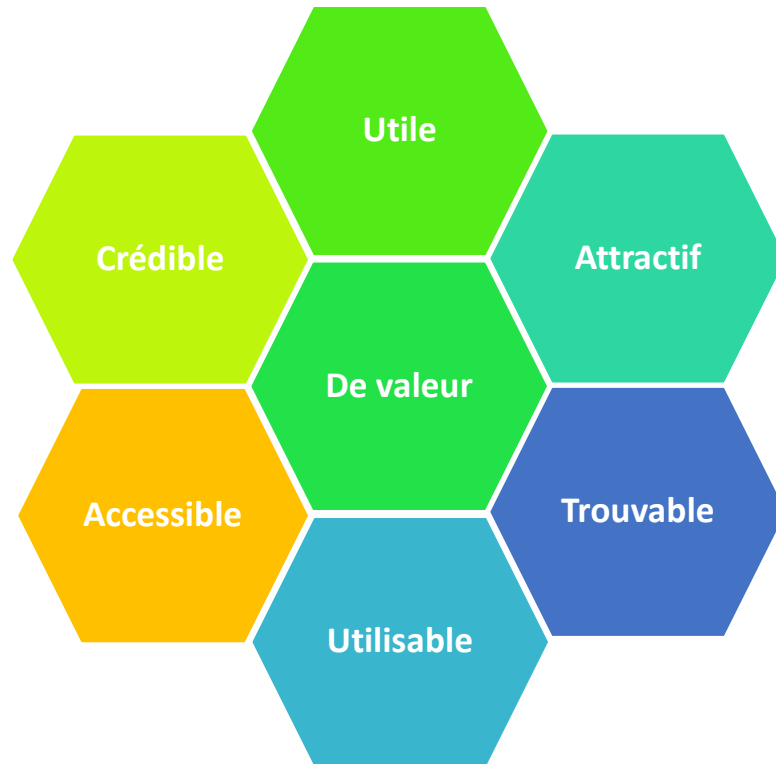 Utile
Crédible
Attractif
De valeur
Accessible
Trouvable
Utilisable